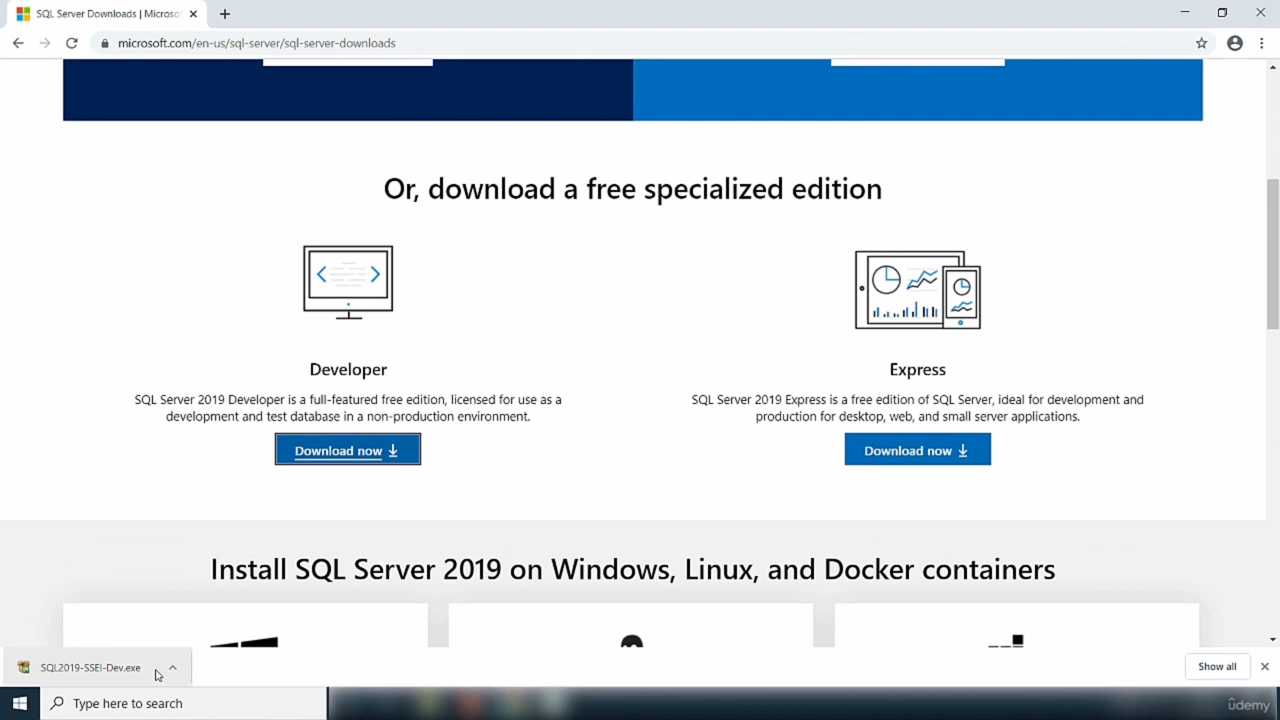 SQL Server Downloads | Microso
microsoft.com/en-us/sql-server/sql-server-downloads
Or, download a free specialized edition
Developer
SQL Server 2019 Developer is a full-featured free edition, licensed for use as a
development and test database in a non-production environment.
Download now
Express
SQL Server 2019 Express is a free edition of SQL Server, ideal for development and
production for desktop, web, and small server applications.
Download now
Install SQL Server 2019 on Windows, Linux, and Docker containers
SQL2019-SSEI-Dev.exe
Show all
Type here to search
ûdemy